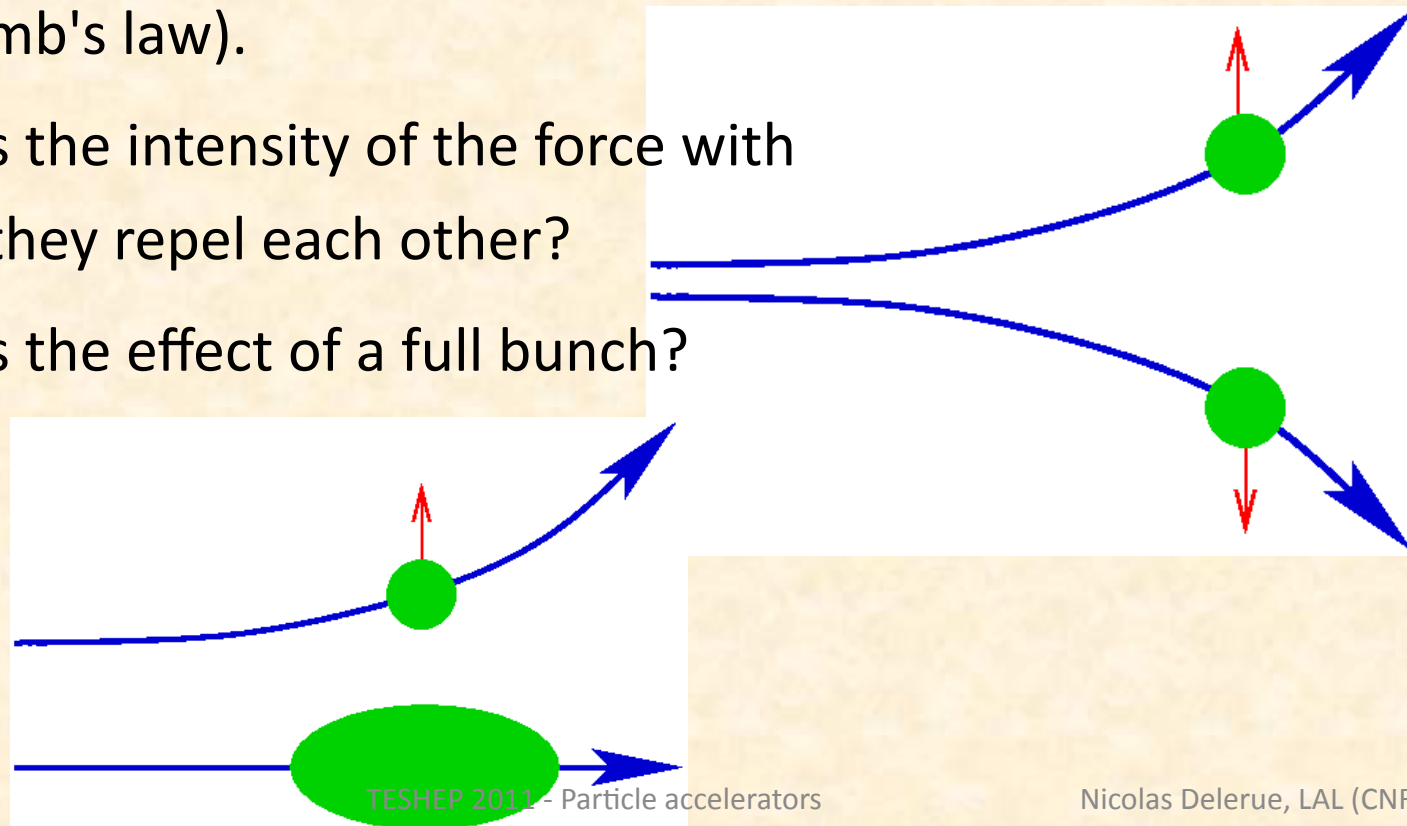 mb's law).
s the intensity of the force with
they repel each other?
s the effect of a full bunch?
TESHEP 2011 - Particle accelerators
Nicolas Delerue, LAL (CNR